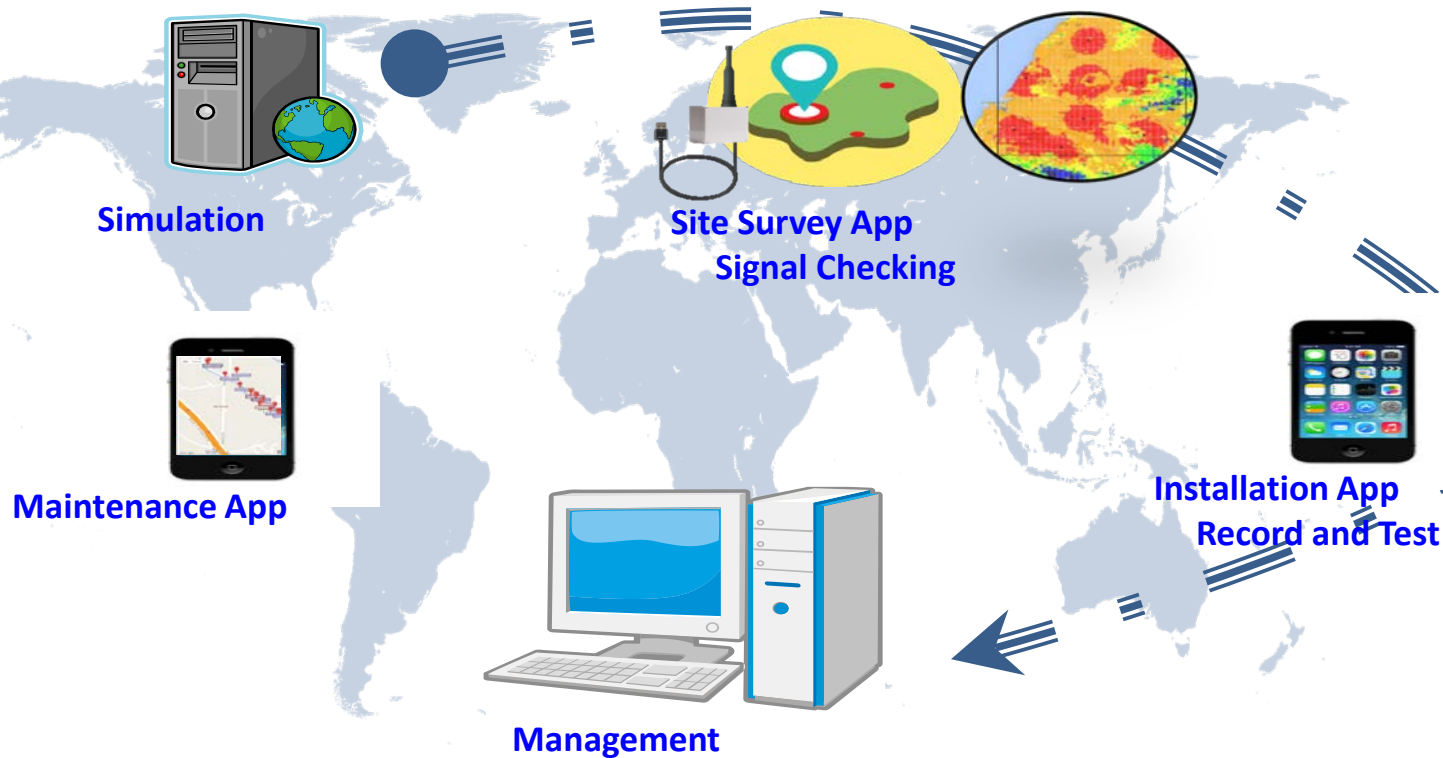 Simulation
Site Survey App
Signal Checking
Maintenance App
Installation App
Record and Test
Management